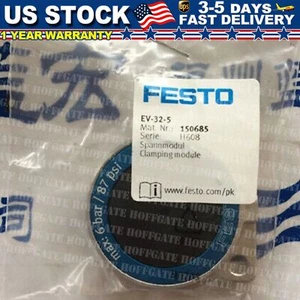 US STOCK
1-YEAR-WARRANTY
3-5 DAYS
FAST DELIVERY
FESTO
EV-32-5
Mat. Nr.: 150685
Serie: H608
Spannmodul
Clamping module
www.festo.com/pk
max: 6 bar / 87 psi
HOFFGATE